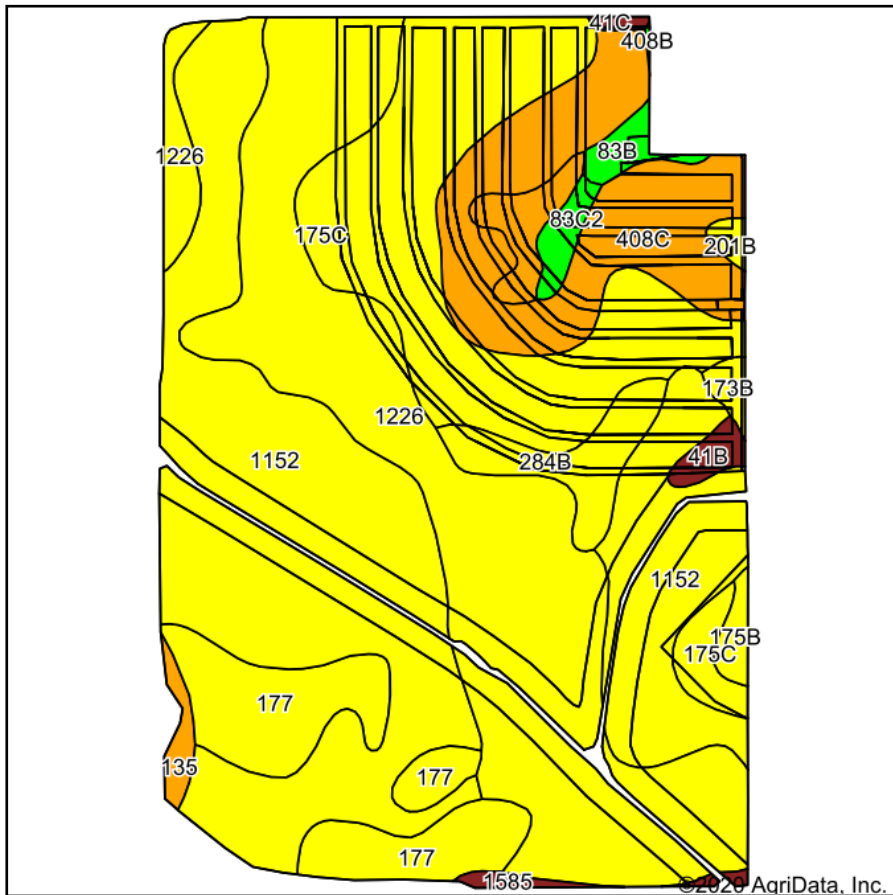 41C
408B
83B
1226
83C2
175C
408C
201B
173B
1226
41B
1152
284B
1152
175B
175C
177
135
177
177
1585
©2020 AgriData, Inc.